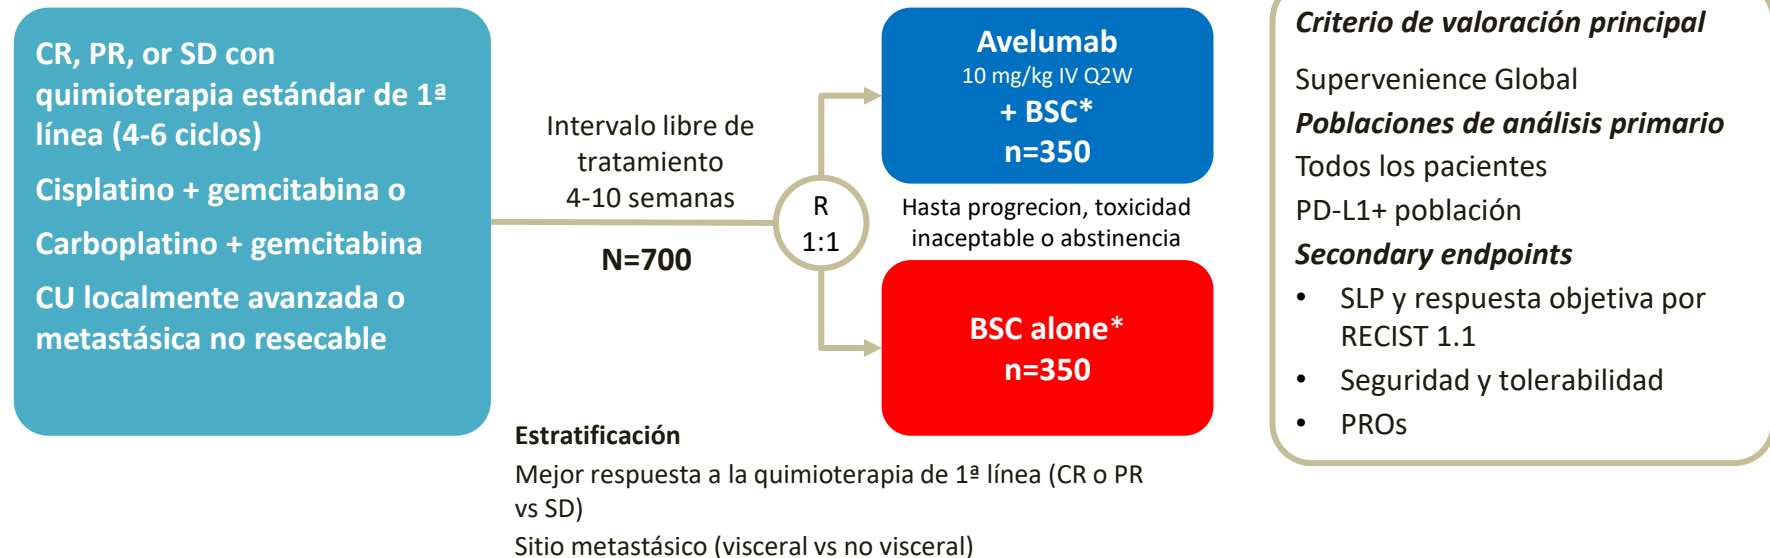 CR, PR, or SD con
quimioterapia estándar de 1ª
línea (4-6 ciclos)
Cisplatino + gemcitabina o
Carboplatino + gemcitabina
CU localmente avanzada o
metastásica no resecable
Intervalo libre de
tratamiento
4-10 semanas
N=700
R
1:1
Avelumab
10 mg/kg IV Q2W
+ BSC*
n=350
Hasta progrecion, toxicidad
inaceptable o abstinencia
BSC alone*
n=350
Estratificación
Mejor respuesta a la quimioterapia de 1ª línea (CR o PR
vs SD)
Sitio metastásico (visceral vs no visceral)
Criterio de valoración principal
Supervenience Global
Poblaciones de análisis primario
Todos los pacientes
PD-L1+ población
Secondary endpoints
• SLP y respuesta objetiva por
RECIST 1.1
• Seguridad y tolerabilidad
• PROs